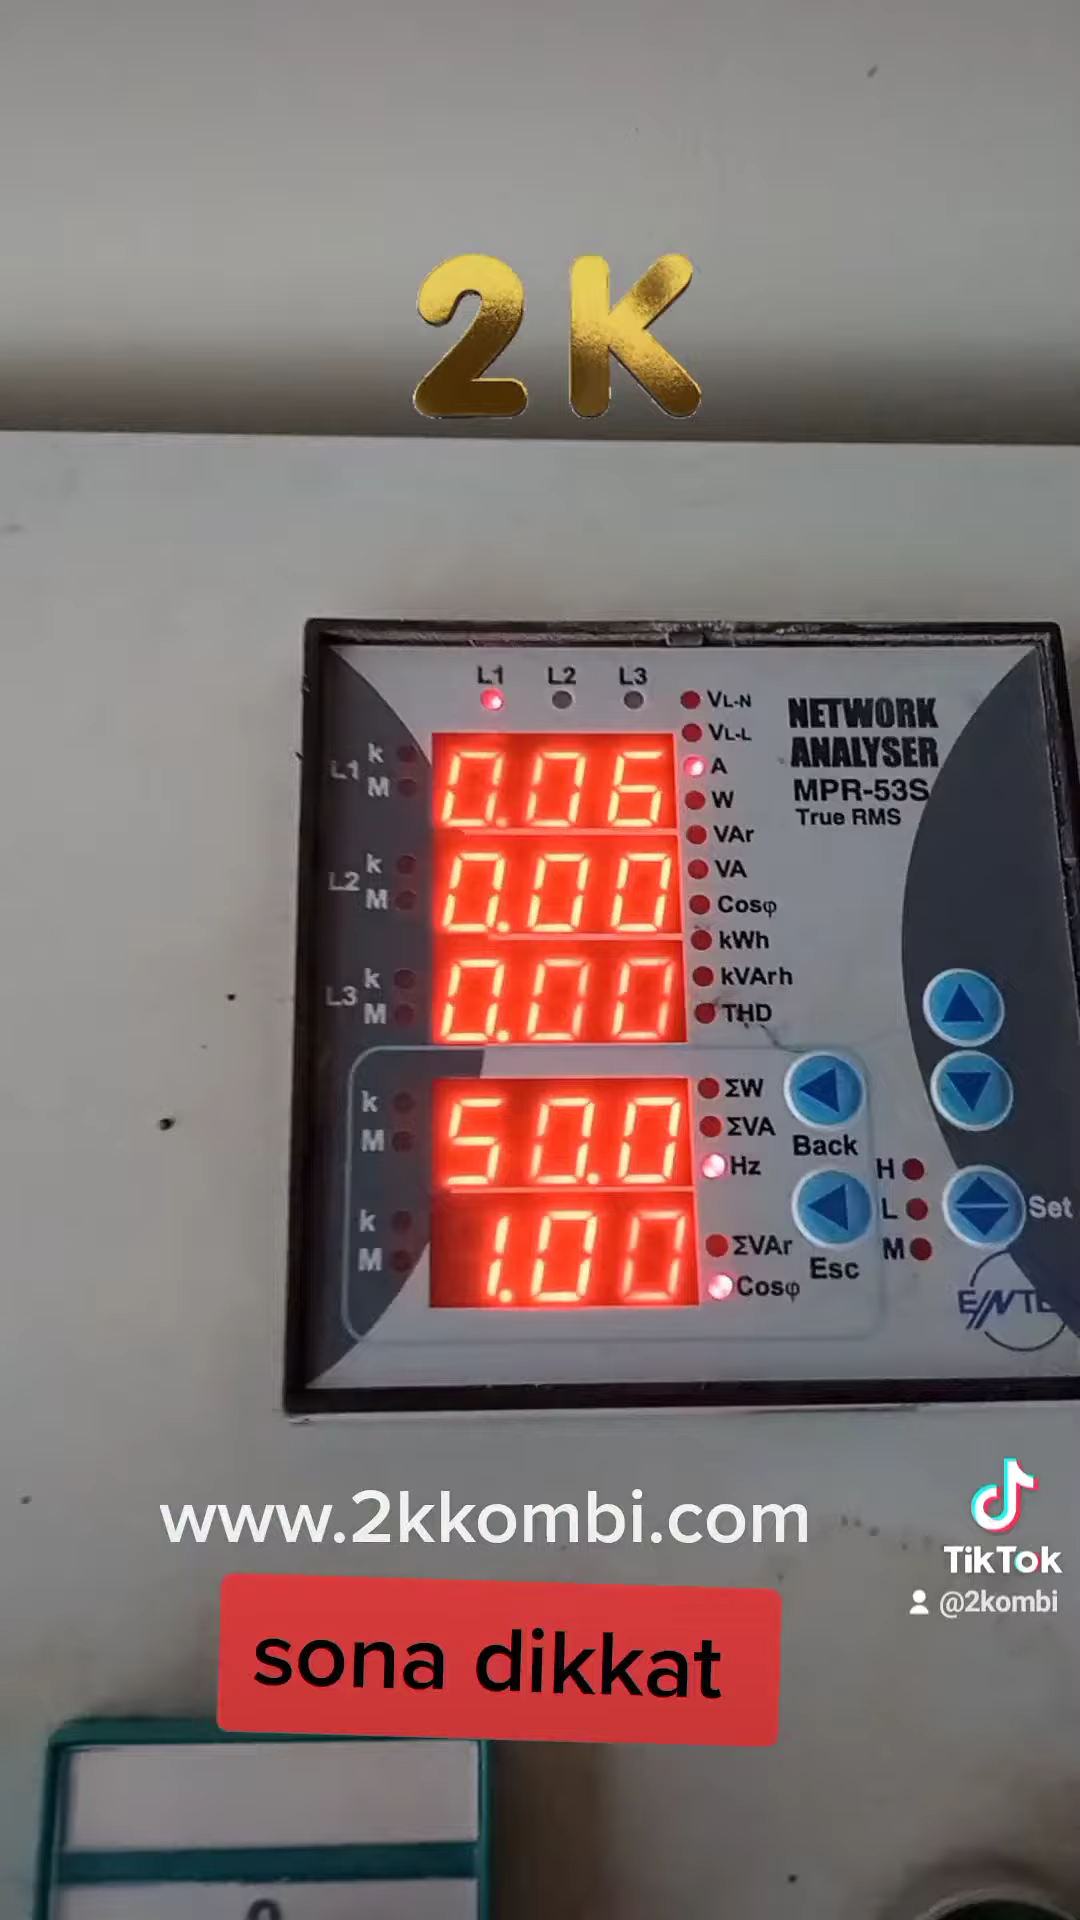 2K
L1 L2 L3
VL-N
VL-L
A
W
VAr
VA
Cosφ
kWh
kVArh
THD
NETWORK
ANALYSER
MPR-53S
True RMS
L1 k
M
0.06
L2 k
M
0.00
L3 k
M
0.00
k
M
50.0
ΣW
ΣVA
Hz
k
M
1.00
ΣVAr
Cosφ
Back
Esc
H
L
M
Set
www.2kkombi.com
TikTok
@2kombi
sona dikkat